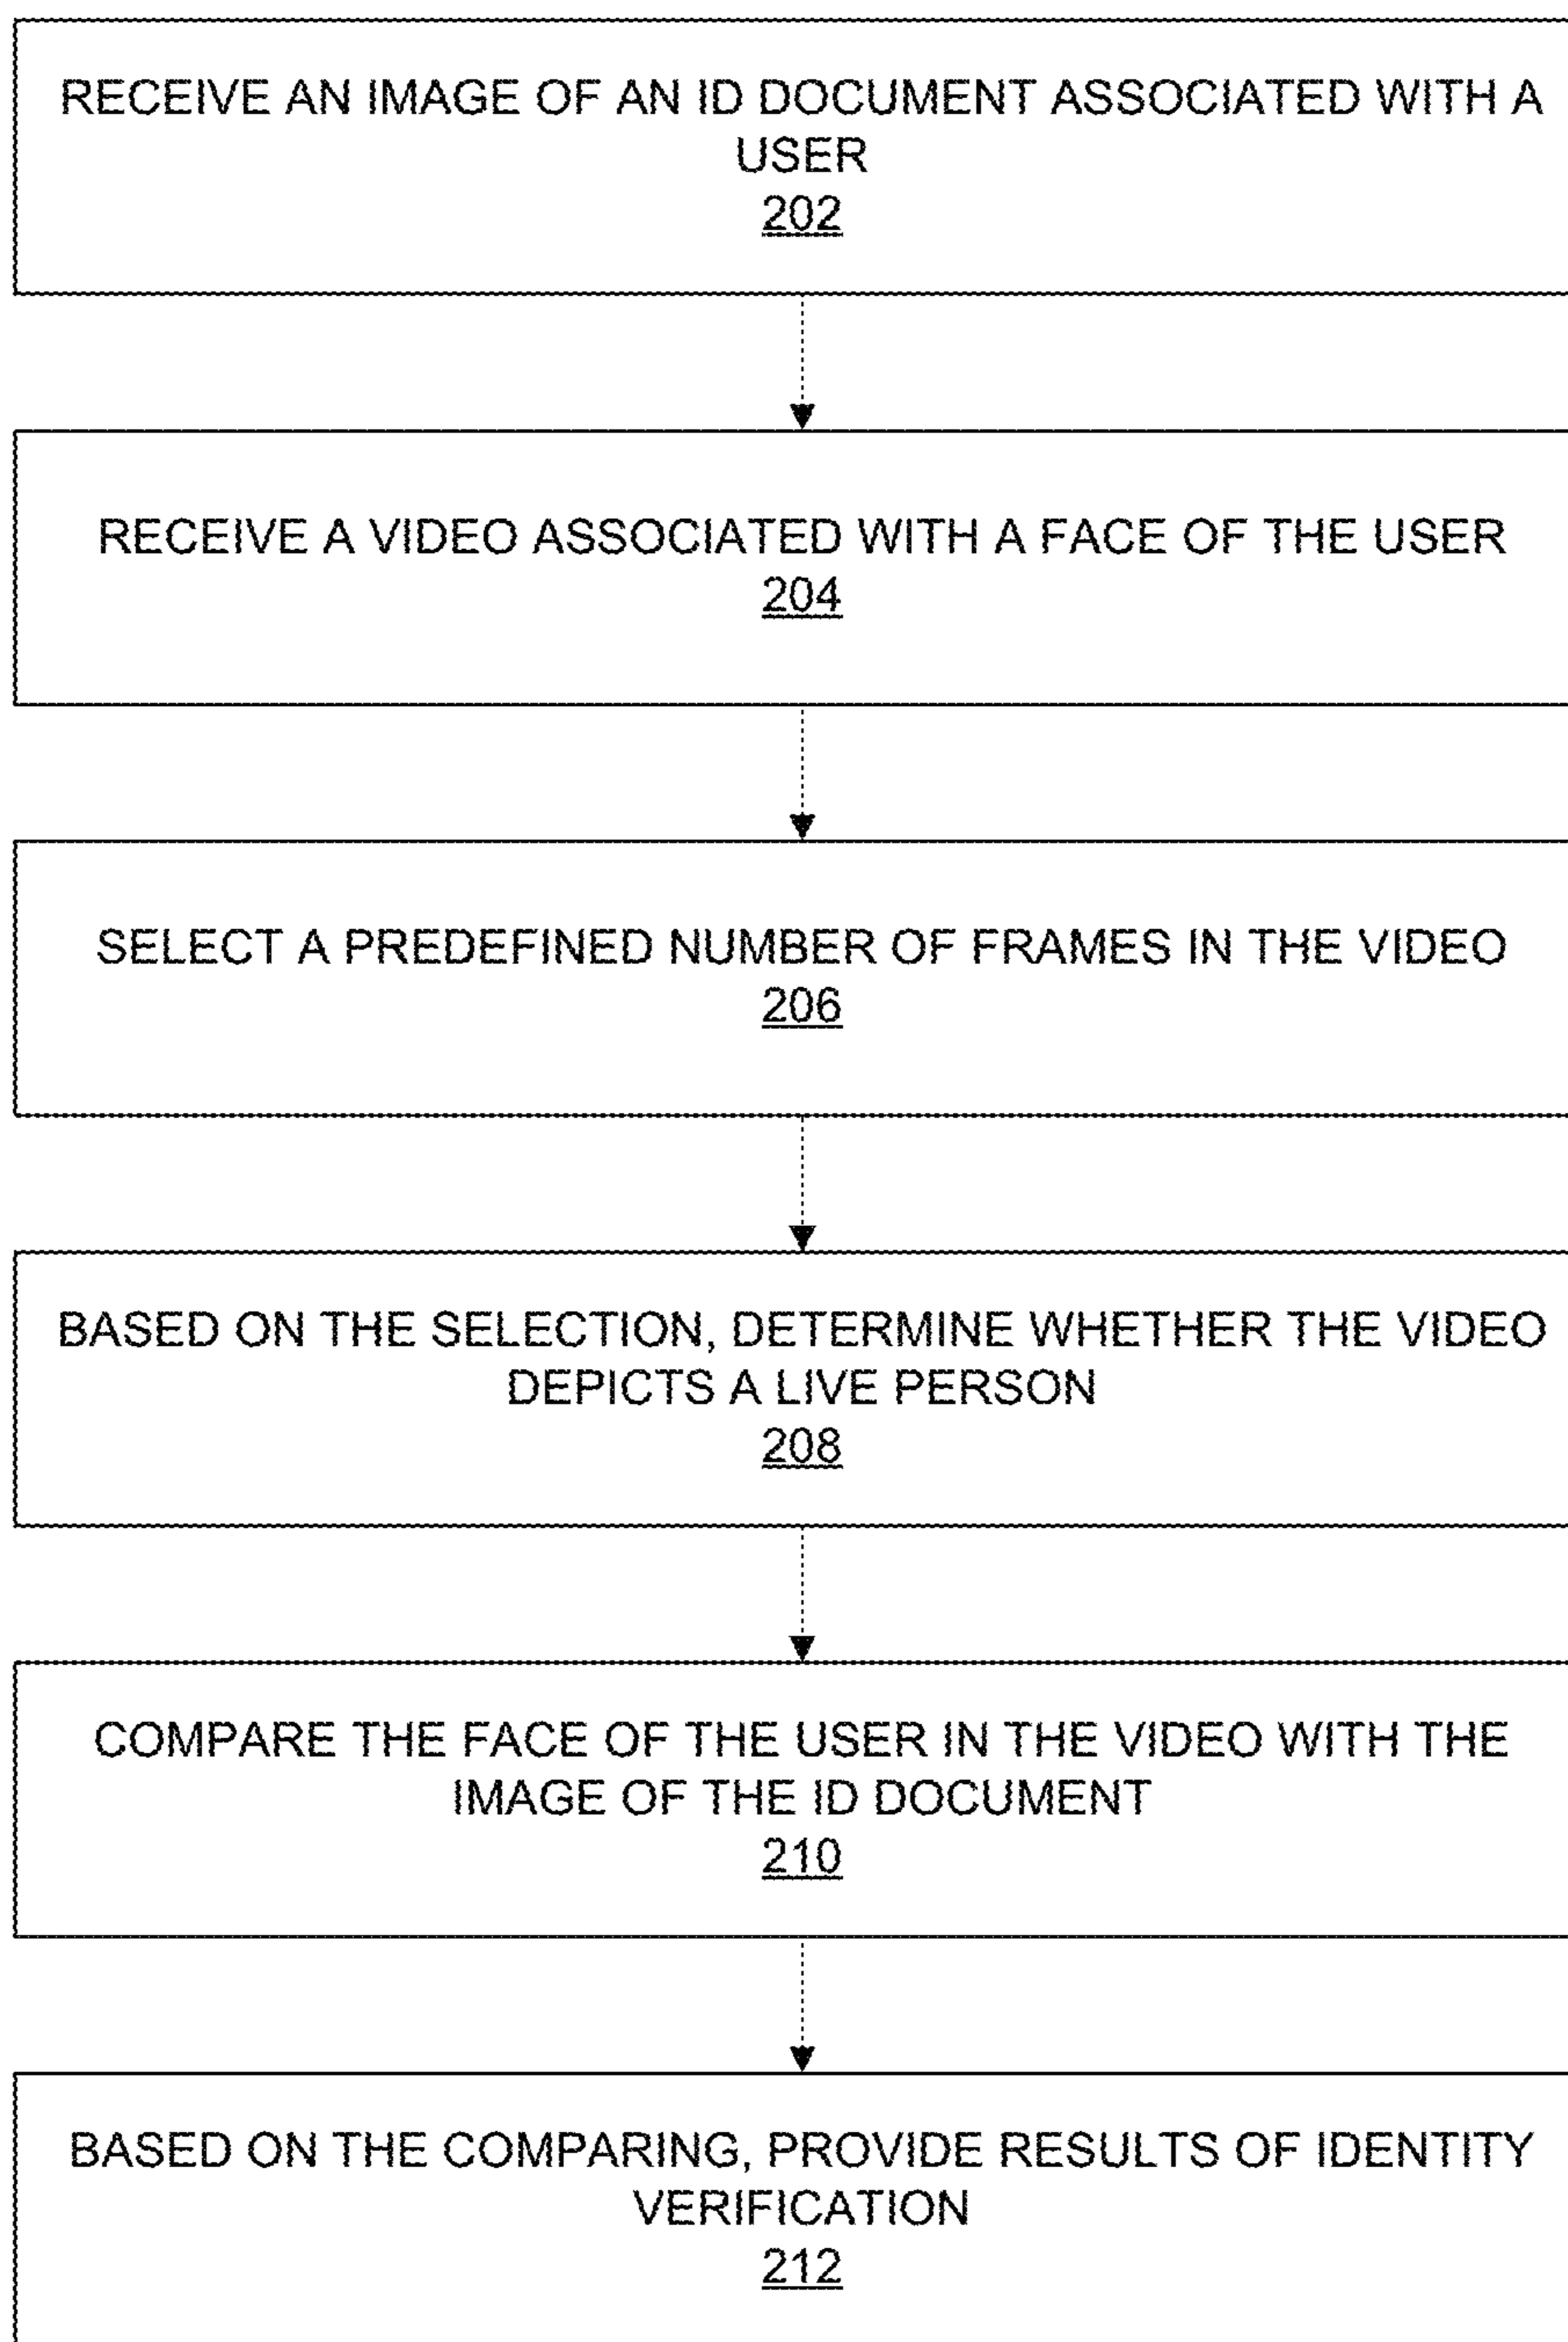 RECEIVE AN IMAGE OF AN ID DOCUMENT ASSOCIATED WITH A
USER
202
RECEIVE A VIDEO ASSOCIATED WITH A FACE OF THE USER
204
SELECT A PREDEFINED NUMBER OF FRAMES IN THE VIDEO
206
BASED ON THE SELECTION, DETERMINE WHETHER THE VIDEO
DEPICTS A LIVE PERSON
208
COMPARE THE FACE OF THE USER IN THE VIDEO WITH THE
IMAGE OF THE ID DOCUMENT
210
BASED ON THE COMPARING, PROVIDE RESULTS OF IDENTITY
VERIFICATION
212